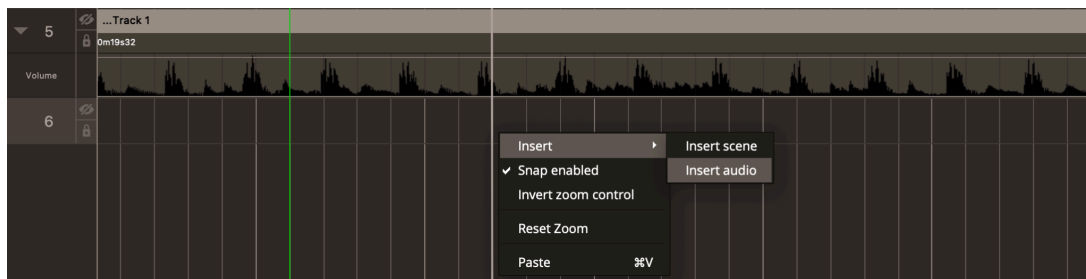 5
...Track 1
0m19s32
Volume
6
Insert
Insert scene
Snap enabled
Insert audio
Invert zoom control
Reset Zoom
Paste ⌘V